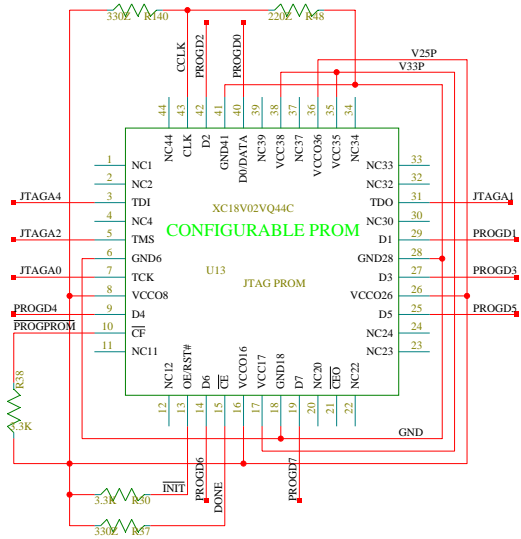 330Z R140
220Z R48
CCLK
PROGD2
PROGD0
V25P
V33P
44 43 42 41 40 39 38 37 36 35 34
NC44 CLK D2 GND41 D0/DATA NC39 VCC38 NC37 VCCO36 VCC35 NC34
1 NC1 NC33 33
2 NC2 NC32 32
JTAGA4 3 TDI TDO 31 JTAGA1
4 NC4 NC30 30
JTAGA2 5 TMS D1 29 PROGD1
6 GND6 GND28 28
JTAGA0 7 TCK D3 27 PROGD3
8 VCCO8 VCCO26 26
PROGD4 9 D4 D5 25 PROGD5
PROGPROM 10 CF NC24 24
11 NC11 NC23 23
XC18V02VQ44C
CONFIGURABLE PROM
U13
JTAG PROM
NC12 OE/RST# D6 CE VCCO16 VCC17 GND18 D7 NC20 CEO NC22
12 13 14 15 16 17 18 19 20 21 22
R38
3.3K
GND
PROGD6
DONE
PROGD7
INIT
3.3K R30
330Z R37